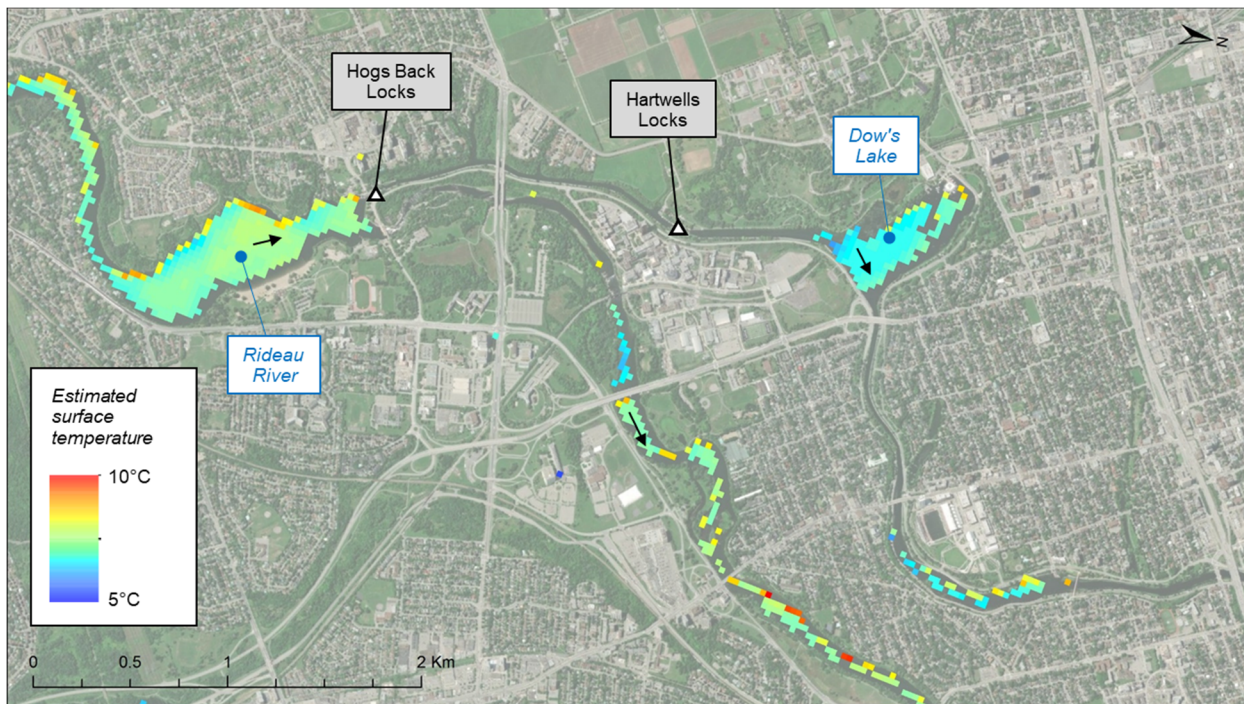 N
Hogs Back
Locks
Hartwells
Locks
Dow's
Lake
Rideau
River
Estimated
surface
temperature
10°C
5°C
0
0.5
1
2 Km